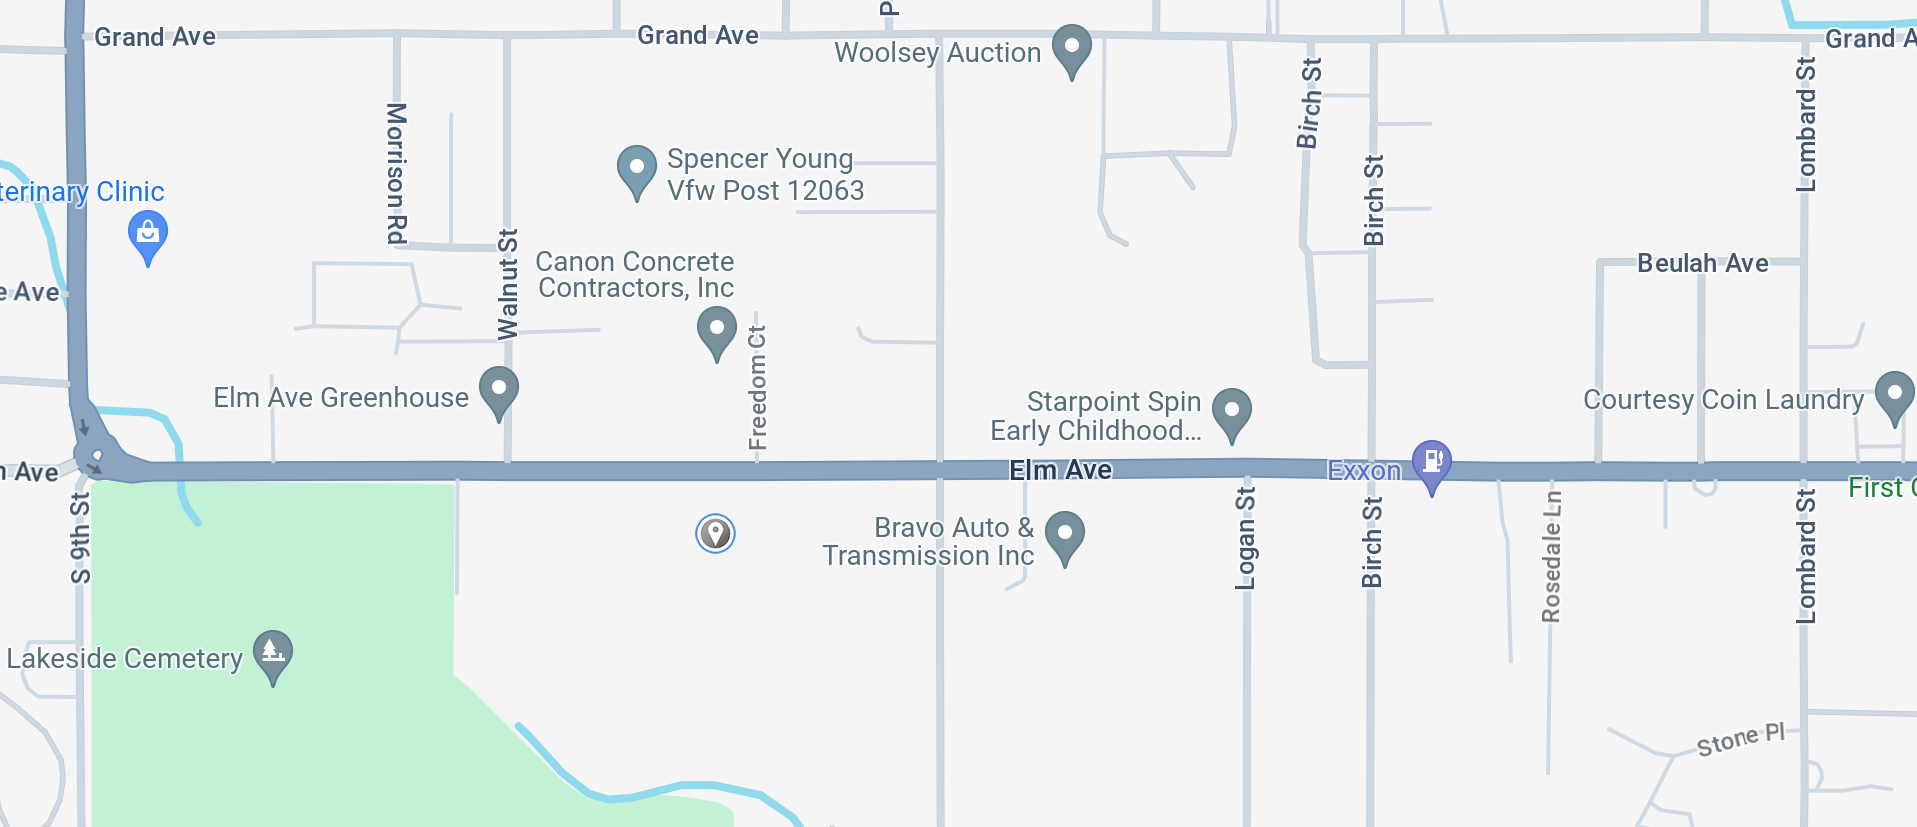 P
Grand Ave
Grand Ave
Grand A
Woolsey Auction
Birch St
Lombard St
Morrison Rd
Spencer Young
Vfw Post 12063
Birch St
terinary Clinic
Walnut St
Canon Concrete
Contractors, Inc
Beulah Ave
e Ave
Freedom Ct
Elm Ave Greenhouse
Starpoint Spin
Early Childhood...
Courtesy Coin Laundry
n Ave
Elm Ave
Exxon
First C
S 9th St
Bravo Auto &
Transmission Inc
Logan St
Birch St
Rosedale Ln
Lombard St
Lakeside Cemetery
Stone Pl